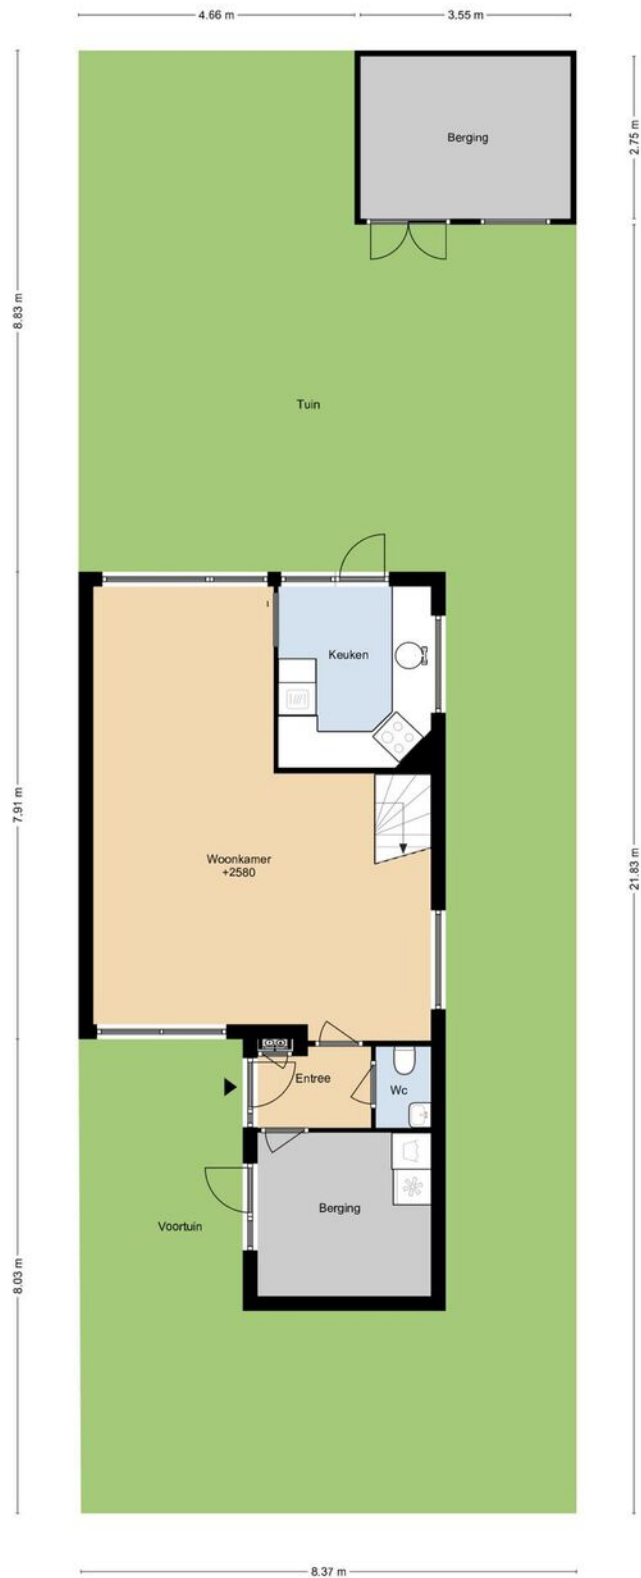 4.66 m
3.55 m
Berging
2.75 m
8.83 m
Tuin
Keuken
7.91 m
Woonkamer
+2580
21.83 m
Entree
Wc
Berging
Voortuin
8.03 m
8.37 m